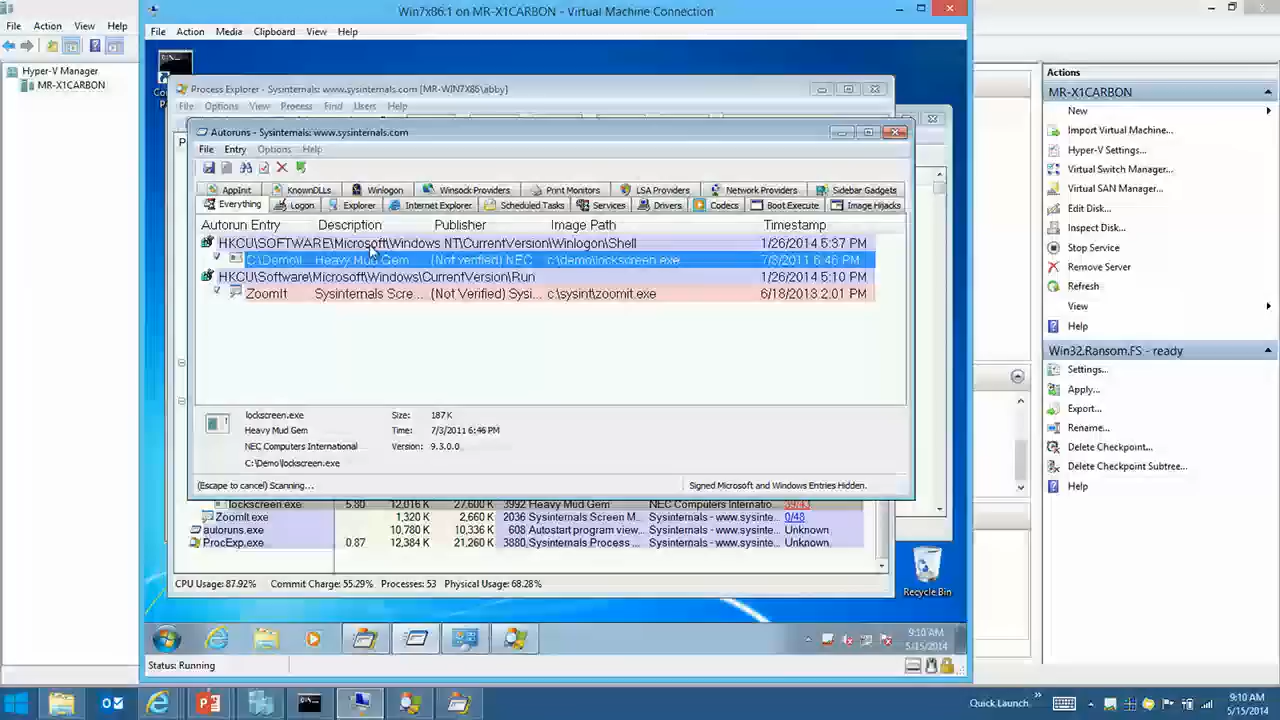 Win7x86.1 on MR-X1CARBON - Virtual Machine Connection
File Action View Help
File Action Media Clipboard View Help
Hyper-V Manager
MR-X1CARBON
Process Explorer - Sysinternals: www.sysinternals.com [MR-WIN7X86\abby]
File Options View Process Find Users Help
Autoruns - Sysinternals: www.sysinternals.com
File Entry Options Help
AppInit KnownDLLs Winlogon Winsock Providers Print Monitors LSA Providers Network Providers Sidebar Gadgets
Everything Logon Explorer Internet Explorer Scheduled Tasks Services Drivers Codecs Boot Execute Image Hijacks
Autorun Entry Description Publisher Image Path Timestamp
HKCU\SOFTWARE\Microsoft\Windows NT\CurrentVersion\Winlogon\Shell 1/26/2014 5:37 PM
C:\Demo\l... Heavy Mud Gem (Not verified) NEC c:\demo\lockscreen.exe 7/3/2011 6:46 PM
HKCU\Software\Microsoft\Windows\CurrentVersion\Run 1/26/2014 5:10 PM
ZoomIt Sysinternals Scre... (Not Verified) Sysi... c:\sysint\zoomit.exe 6/18/2013 2:01 PM
lockscreen.exe Size: 187 K
Heavy Mud Gem Time: 7/3/2011 6:46 PM
NEC Computers International Version: 9.3.0.0
C:\Demo\lockscreen.exe
(Escape to cancel) Scanning... Signed Microsoft and Windows Entries Hidden.
lockscreen.exe 5.80 12,016 K 27,600 K 3992 Heavy Mud Gem NEC Computers Internatio...
ZoomIt.exe 1,320 K 2,660 K 2036 Sysinternals Screen M... Sysinternals - www.sysinte... 0/48
autoruns.exe 10,780 K 10,336 K 608 Autostart program view... Sysinternals - www.sysinte... Unknown
ProcExp.exe 0.87 12,384 K 21,260 K 3880 Sysinternals Process ... Sysinternals - www.sysinte... Unknown
CPU Usage: 87.92% Commit Charge: 55.29% Processes: 53 Physical Usage: 68.28%
Recycle Bin
9:10 AM
5/15/2014
Status: Running
Actions
MR-X1CARBON
New
Import Virtual Machine...
Hyper-V Settings...
Virtual Switch Manager...
Virtual SAN Manager...
Edit Disk...
Inspect Disk...
Stop Service
Remove Server
Refresh
View
Help
Win32.Ransom.FS - ready
Settings...
Apply...
Export...
Rename...
Delete Checkpoint...
Delete Checkpoint Subtree...
Help
Quick Launch
9:10 AM
5/15/2014